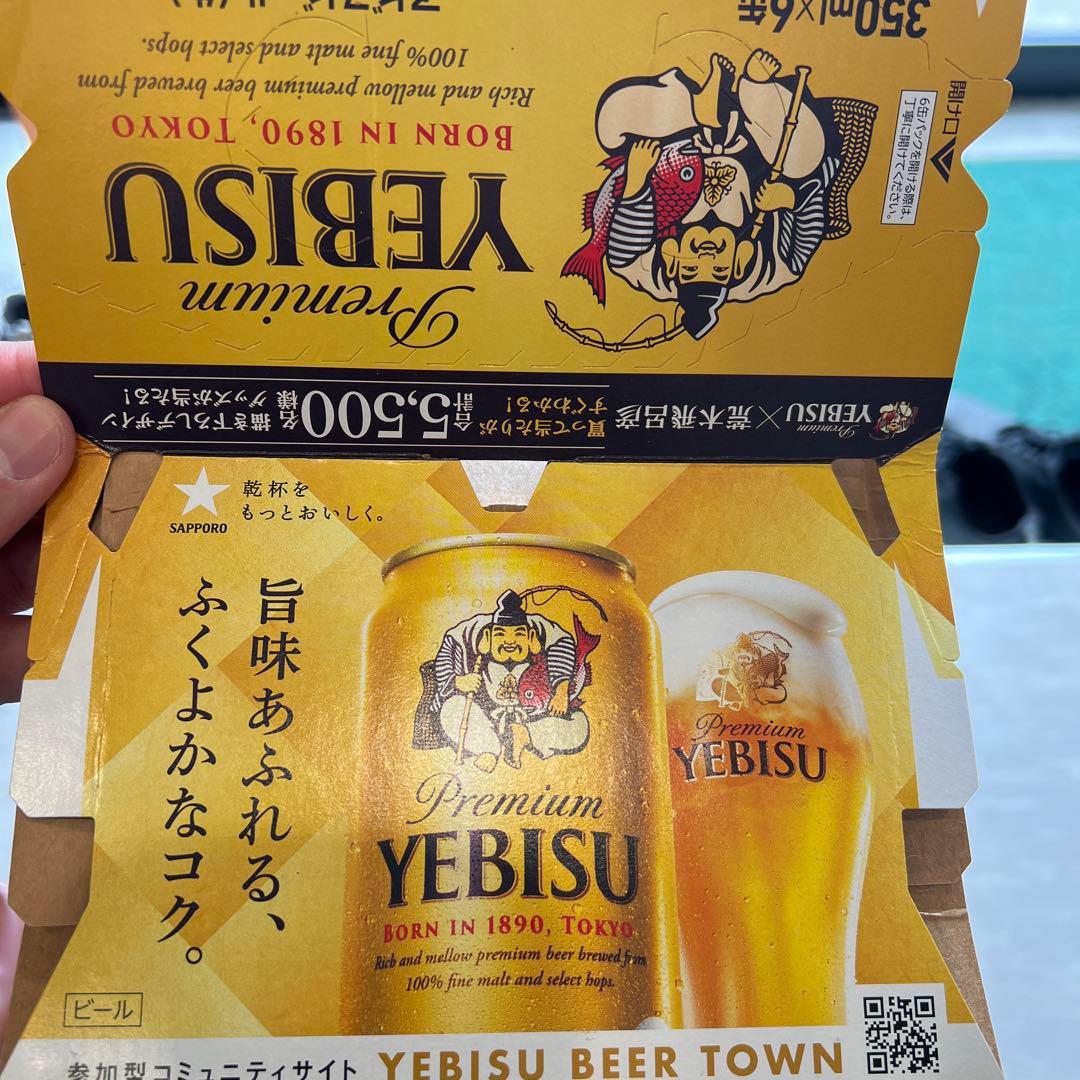 350ml×6缶
100% fine malt and select hops.
Rich and mellow premium beer brewed from
BORN IN 1890, TOKYO
YEBISU
Premium
開け口
6缶パックを開ける際は、
丁寧に開けてください。
Premium
YEBISU×荒木飛呂彦
買って当たりが
すぐわかる!
合計5,500名様
描き下ろしデザイン
グッズが当たる!
SAPPORO
乾杯を
もっとおいしく。
旨味あふれる、
ふくよかなコク。
Premium
YEBISU
BORN IN 1890, TOKYO
Rich and mellow premium beer brewed from
100% fine malt and select hops.
Premium
YEBISU
ビール
参加型コミュニティサイト YEBISU BEER TOWN